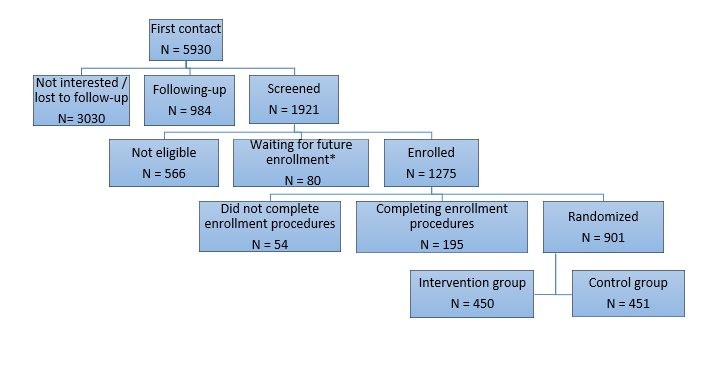 First contact
N = 5930
Not interested /
lost to follow-up
N= 3030
Following-up
N = 984
Screened
N = 1921
Not eligible
N = 566
Waiting for future
enrollment*
N = 80
Enrolled
N = 1275
Did not complete
enrollment procedures
N = 54
Completing enrollment
procedures
N = 195
Randomized
N = 901
Intervention group
N = 450
Control group
N = 451